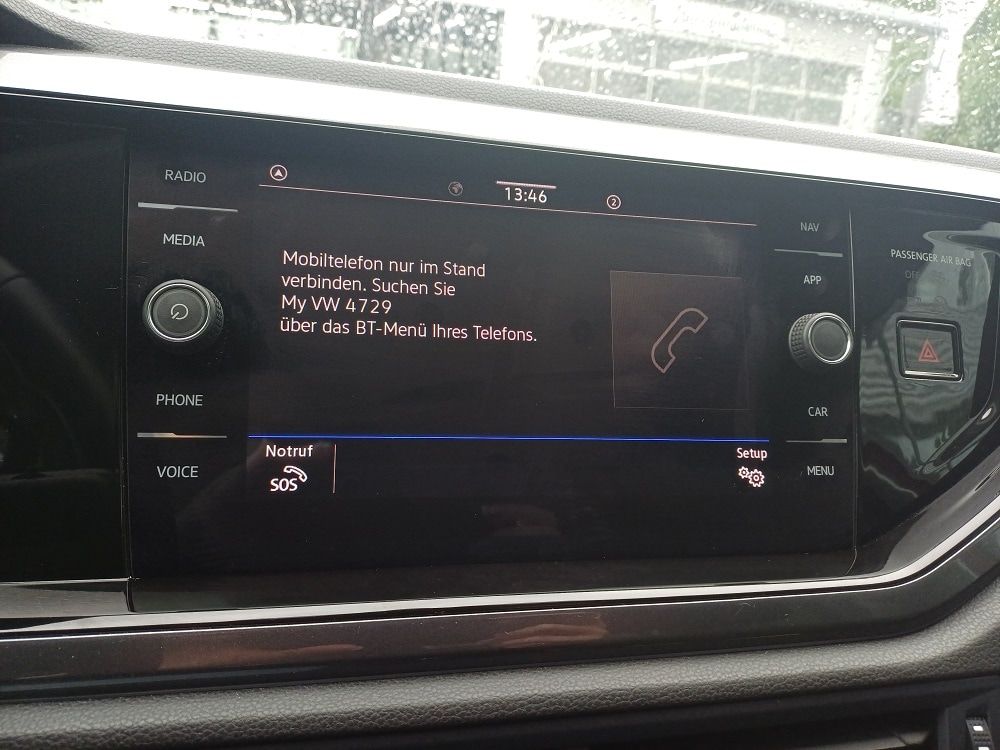 RADIO
MEDIA
PHONE
VOICE
13:46
2
Mobiltelefon nur im Stand
verbinden. Suchen Sie
My VW 4729
über das BT-Menü Ihres Telefons.
Notruf
SOS
Setup
NAV
APP
CAR
MENU
PASSENGER AIR BAG